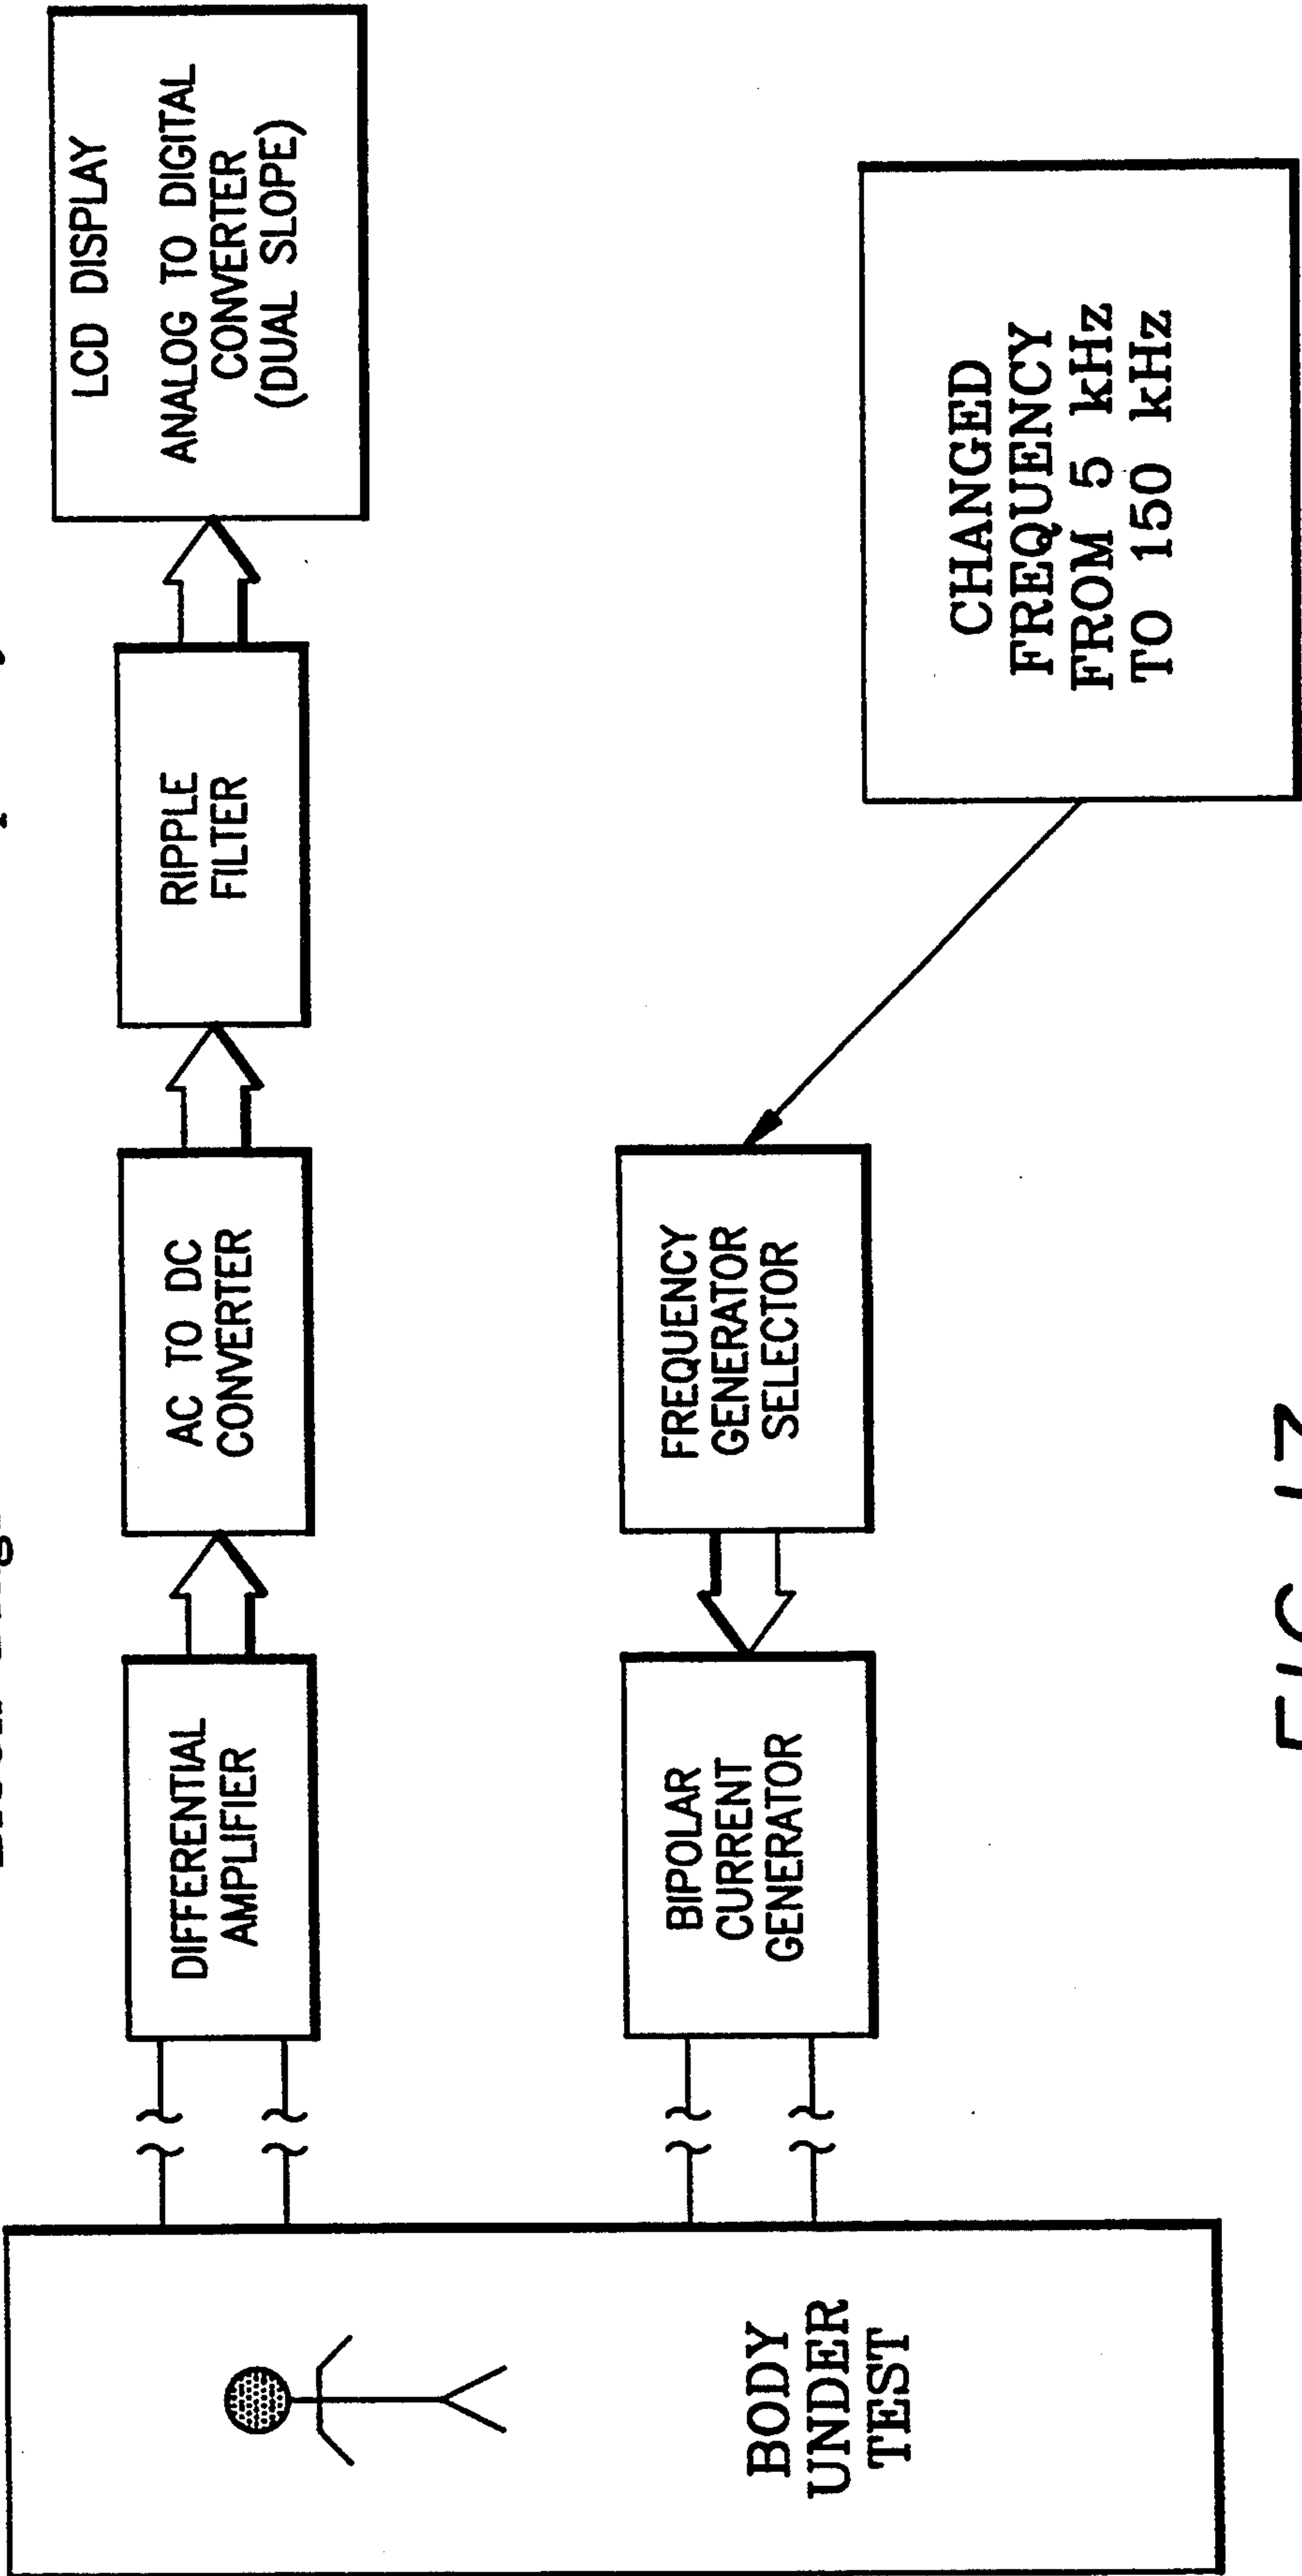 LCD DISPLAY
ANALOG TO DIGITAL
CONVERTER
(DUAL SLOPE)
RIPPLE
FILTER
AC TO DC
CONVERTER
DIFFERENTIAL
AMPLIFIER
CHANGED
FREQUENCY
FROM 5 kHz
TO 150 kHz
FREQUENCY
GENERATOR
SELECTOR
BIPOLAR
CURRENT
GENERATOR
BODY
UNDER
TEST